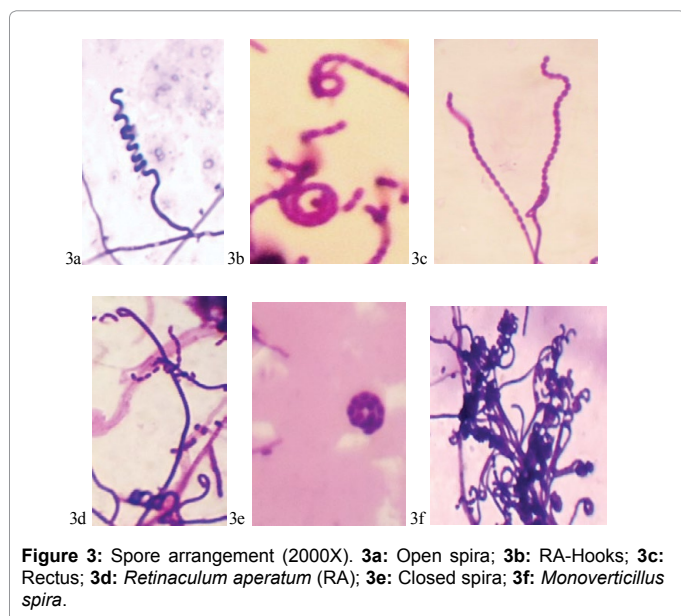 3a 3b 3c
3d 3e 3f
Figure 3: Spore arrangement (2000X). 3a: Open spira; 3b: RA-Hooks; 3c:
Rectus; 3d: Retinaculum aperatum (RA); 3e: Closed spira; 3f: Monoverticillus
spira.